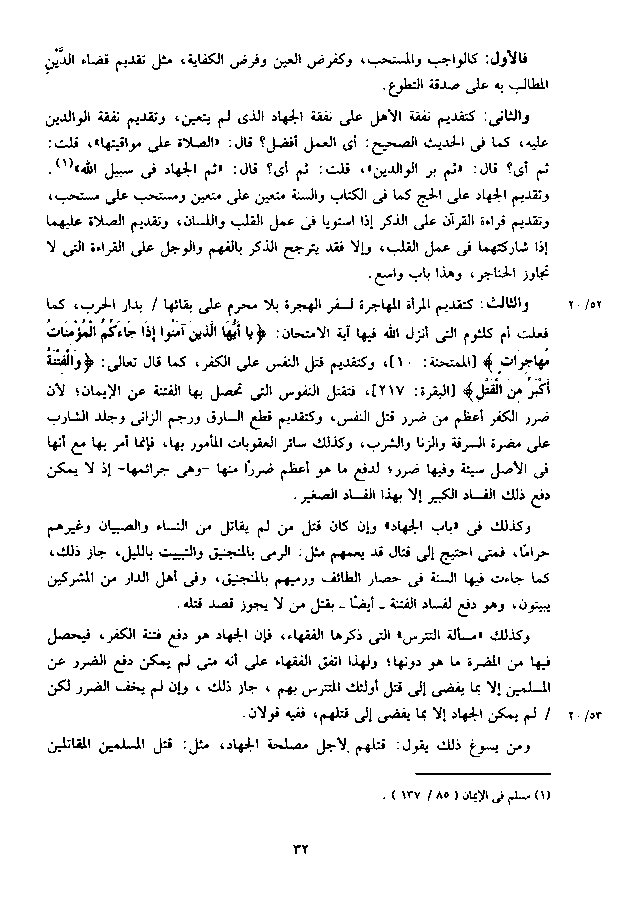 فالأول: كالواجب والمستحب، وكفرض العين وفرض الكفاية، مثل تقديم قضاء الدَّيْنِ
المطالب به على صدقة التطوع.
والثانى: كتقديم نفقة الأهل على نفقة الجهاد الذى لم يتعين، وتقديم نفقة الوالدين
عليه، كما فى الحديث الصحيح: أى العمل أفضل؟ قال: «الصلاة على مواقيتها»، قلت:
ثم أى؟ قال: «ثم بر الوالدين»، قلت: ثم أى؟ قال: «ثم الجهاد فى سبيل الله»(١).
وتقديم الجهاد على الحج كما فى الكتاب والسنة متعين على متعين ومستحب على مستحب،
وتقديم قراءة القرآن على الذكر إذا استويا فى عمل القلب واللسان، وتقديم الصلاة عليهما
إذا شاركتهما فى عمل القلب، وإلا فقد يترجح الذكر بالفهم والوجل على القراءة التى لا
تجاوز الحناجر، وهذا باب واسع.
٢٠/٥٢ والثالث: كتقديم المرأة المهاجرة لسفر الهجرة بلا محرم على بقائها / بدار الحرب، كما
فعلت أم كلثوم التى أنزل الله فيها آية الامتحان: ﴿يا أَيُّهَا الَّذِينَ آمَنُوا إِذَا جَاءَكُمُ الْمُؤْمِنَاتُ
مُهَاجِرَاتٍ﴾ [الممتحنة: ١٠]، وكتقديم قتل النفس على الكفر، كما قال تعالى: ﴿وَالْفِتْنَةُ
أَكْبَرُ مِنَ الْقَتْلِ﴾ [البقرة: ٢١٧]، فتقتل النفوس التى تحصل بها الفتنة عن الإيمان؛ لأن
ضرر الكفر أعظم من ضرر قتل النفس، وكتقديم قطع السارق ورجم الزانى وجلد الشارب
على مضرة السرقة والزنا والشرب، وكذلك سائر العقوبات المأمور بها، فإنما أمر بها مع أنها
فى الأصل سيئة وفيها ضرر؛ لدفع ما هو أعظم ضررًا منها -وهى جرائمها- إذ لا يمكن
دفع ذلك الفساد الكبير إلا بهذا الفساد الصغير.
وكذلك فى «باب الجهاد» وإن كان قتل من لم يقاتل من النساء والصبيان وغيرهم
حرامًا، فمتى احتيج إلى قتال قد يعمهم مثل: الرمى بالمنجنيق والتبييت بالليل، جاز ذلك،
كما جاءت فيها السنة فى حصار الطائف ورميهم بالمنجنيق، وفى أهل الدار من المشركين
يبيتون، وهو دفع لفساد الفتنة ـ أيضًا ـ بقتل من لا يجوز قصد قتله.
وكذلك «مسألة التترس» التى ذكرها الفقهاء، فإن الجهاد هو دفع فتنة الكفر، فيحصل
فيها من المضرة ما هو دونها؛ ولهذا اتفق الفقهاء على أنه متى لم يمكن دفع الضرر عن
المسلمين إلا بما يفضى إلى قتل أولئك المتترس بهم ، جاز ذلك ، وإن لم يخف الضرر لكن
٢٠/٥٣ / لم يمكن الجهاد إلا بما يفضى إلى قتلهم، ففيه قولان.
ومن يسوغ ذلك يقول: قتلهم لأجل مصلحة الجهاد، مثل: قتل المسلمين المقاتلين
(١) مسلم فى الإيمان ( ٨٥ / ١٣٧ ) .
٣٢